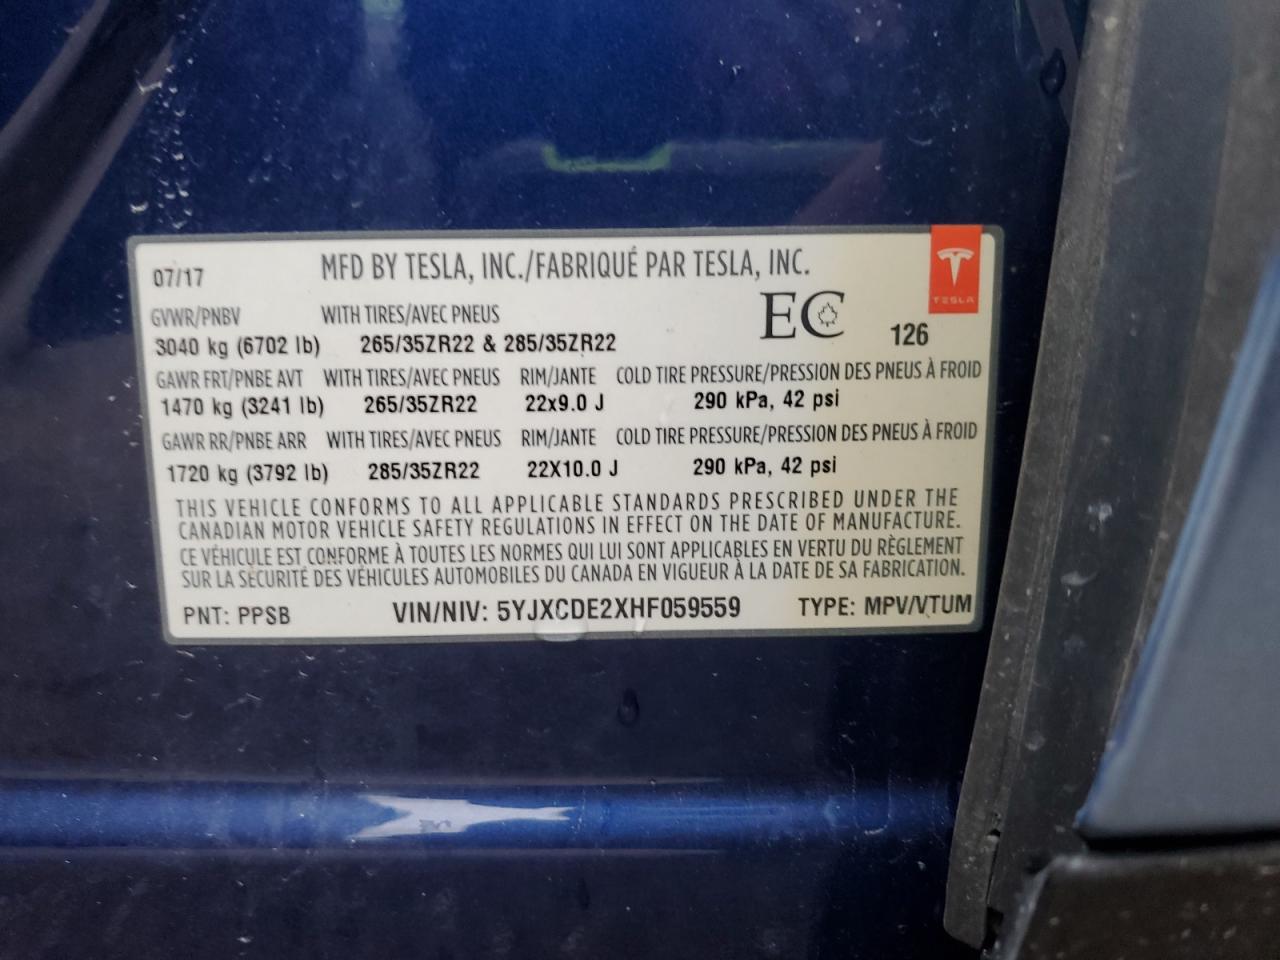 07/17 MFD BY TESLA, INC./FABRIQUÉ PAR TESLA, INC.
TESLA
GVWR/PNBV WITH TIRES/AVEC PNEUS EC 126
3040 kg (6702 lb) 265/35ZR22 & 285/35ZR22
GAWR FRT/PNBE AVT WITH TIRES/AVEC PNEUS RIM/JANTE COLD TIRE PRESSURE/PRESSION DES PNEUS À FROID
1470 kg (3241 lb) 265/35ZR22 22x9.0 J 290 kPa, 42 psi
GAWR RR/PNBE ARR WITH TIRES/AVEC PNEUS RIM/JANTE COLD TIRE PRESSURE/PRESSION DES PNEUS À FROID
1720 kg (3792 lb) 285/35ZR22 22X10.0 J 290 kPa, 42 psi
THIS VEHICLE CONFORMS TO ALL APPLICABLE STANDARDS PRESCRIBED UNDER THE
CANADIAN MOTOR VEHICLE SAFETY REGULATIONS IN EFFECT ON THE DATE OF MANUFACTURE.
CE VÉHICULE EST CONFORME À TOUTES LES NORMES QUI LUI SONT APPLICABLES EN VERTU DU RÈGLEMENT
SUR LA SÉCURITÉ DES VÉHICULES AUTOMOBILES DU CANADA EN VIGUEUR À LA DATE DE SA FABRICATION.
PNT: PPSB VIN/NIV: 5YJXCDE2XHF059559 TYPE: MPV/VTUM